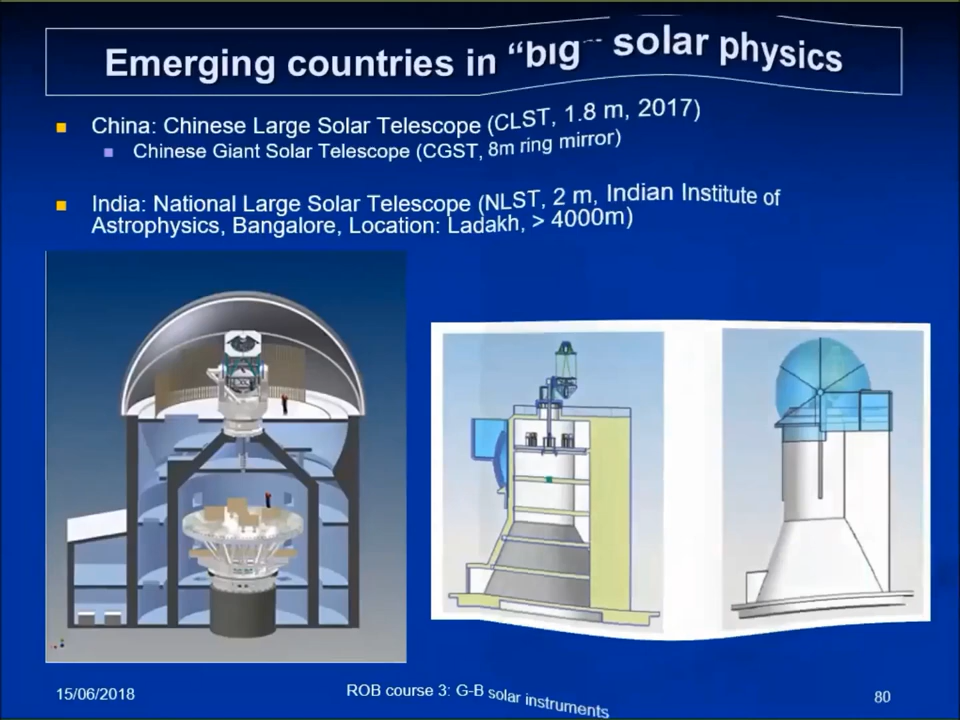 Emerging countries in “big” solar physics
China: Chinese Large Solar Telescope (CLST, 1.8 m, 2017)
Chinese Giant Solar Telescope (CGST, 8m ring mirror)
India: National Large Solar Telescope (NLST, 2 m, Indian Institute of
Astrophysics, Bangalore, Location: Ladakh, > 4000m)
15/06/2018
ROB course 3: G-B solar instruments
80